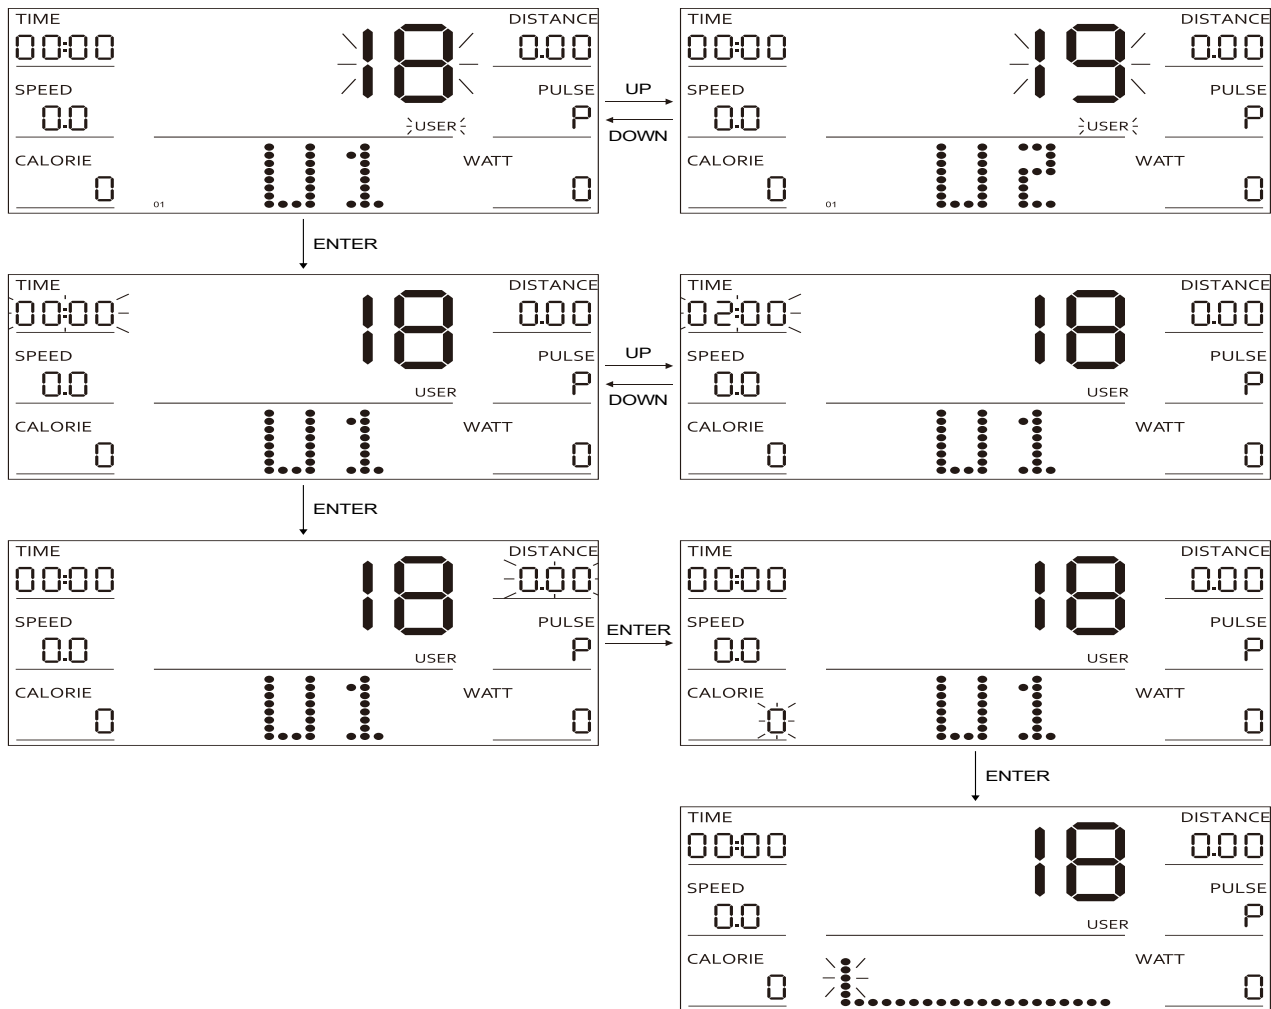 TIME
DISTANCE
00:00
18
0.00
SPEED
PULSE
0.0
USER
P
CALORIE
U1
WATT
0
01
0
UP
DOWN
TIME
DISTANCE
00:00
19
0.00
SPEED
PULSE
0.0
USER
P
CALORIE
U2
WATT
0
01
0
ENTER
TIME
DISTANCE
00:00
18
0.00
SPEED
PULSE
0.0
USER
P
CALORIE
U1
WATT
0
0
UP
DOWN
TIME
DISTANCE
02:00
18
0.00
SPEED
PULSE
0.0
USER
P
CALORIE
U1
WATT
0
0
ENTER
TIME
DISTANCE
00:00
18
0.00
SPEED
PULSE
0.0
USER
P
CALORIE
U1
WATT
0
0
ENTER
TIME
DISTANCE
00:00
18
0.00
SPEED
PULSE
0.0
USER
P
CALORIE
U1
WATT
0
0
ENTER
TIME
DISTANCE
00:00
18
0.00
SPEED
PULSE
0.0
USER
P
CALORIE
WATT
0
0